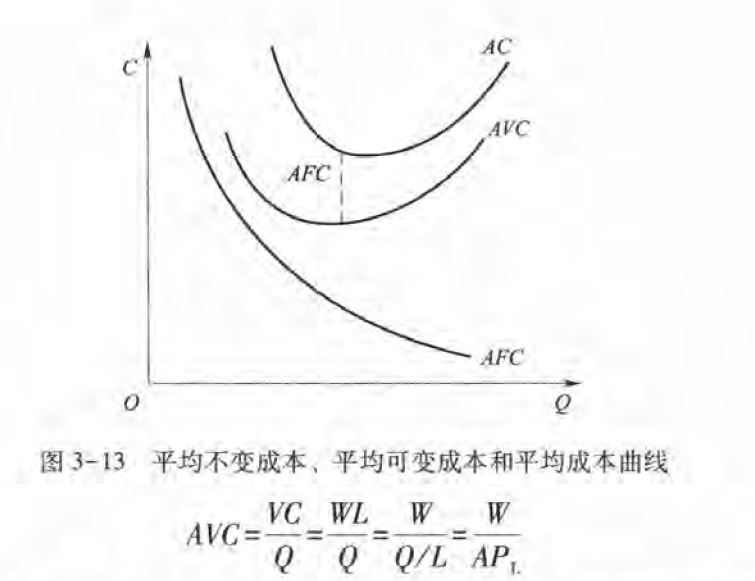 C
AC
AVC
AFC
AFC
O
Q
图 3-13 平均不变成本、平均可变成本和平均成本曲线
AVC = VC/Q = WL/Q = W/(Q/L) = W/AP_L